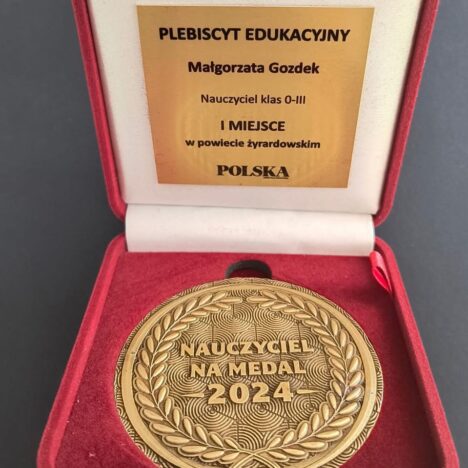 PLEBISCYT EDUKACYJNY
Małgorzata Gozdek
Nauczyciel klas 0-III
I MIEJSCE
w powiecie żyrardowskim
POLSKA
NAUCZYCIEL
NA MEDAL
2024